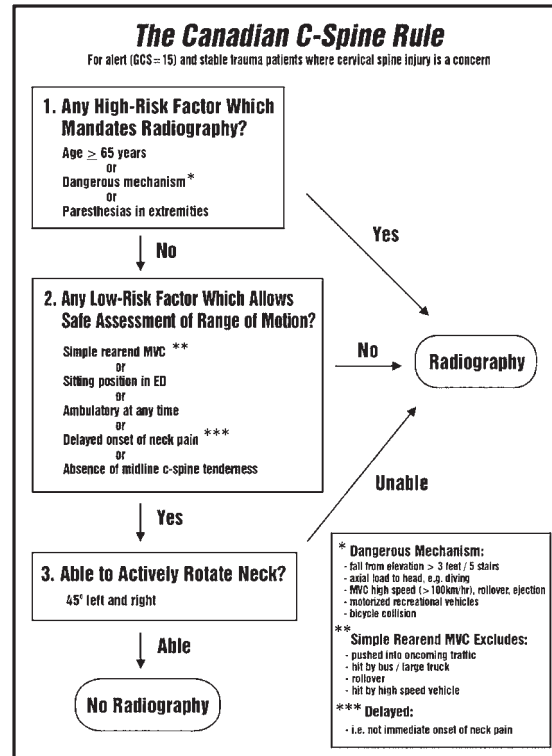 The Canadian C-Spine Rule
For alert (GCS=15) and stable trauma patients where cervical spine injury is a concern
1. Any High-Risk Factor Which
Mandates Radiography?
Age ≥ 65 years
or
Dangerous mechanism*
or
Paresthesias in extremities
Yes
No
2. Any Low-Risk Factor Which Allows
Safe Assessment of Range of Motion?
Simple rearend MVC **
or
Sitting position in ED
or
Ambulatory at any time
or
Delayed onset of neck pain ***
or
Absence of midline c-spine tenderness
No
Radiography
Yes
Unable
3. Able to Actively Rotate Neck?
45° left and right
Able
No Radiography
* Dangerous Mechanism:
- fall from elevation > 3 feet / 5 stairs
- axial load to head, e.g. diving
- MVC high speed (>100km/hr), rollover, ejection
- motorized recreational vehicles
- bicycle collision
**
Simple Rearend MVC Excludes:
- pushed into oncoming traffic
- hit by bus / large truck
- rollover
- hit by high speed vehicle
*** Delayed:
- i.e. not immediate onset of neck pain